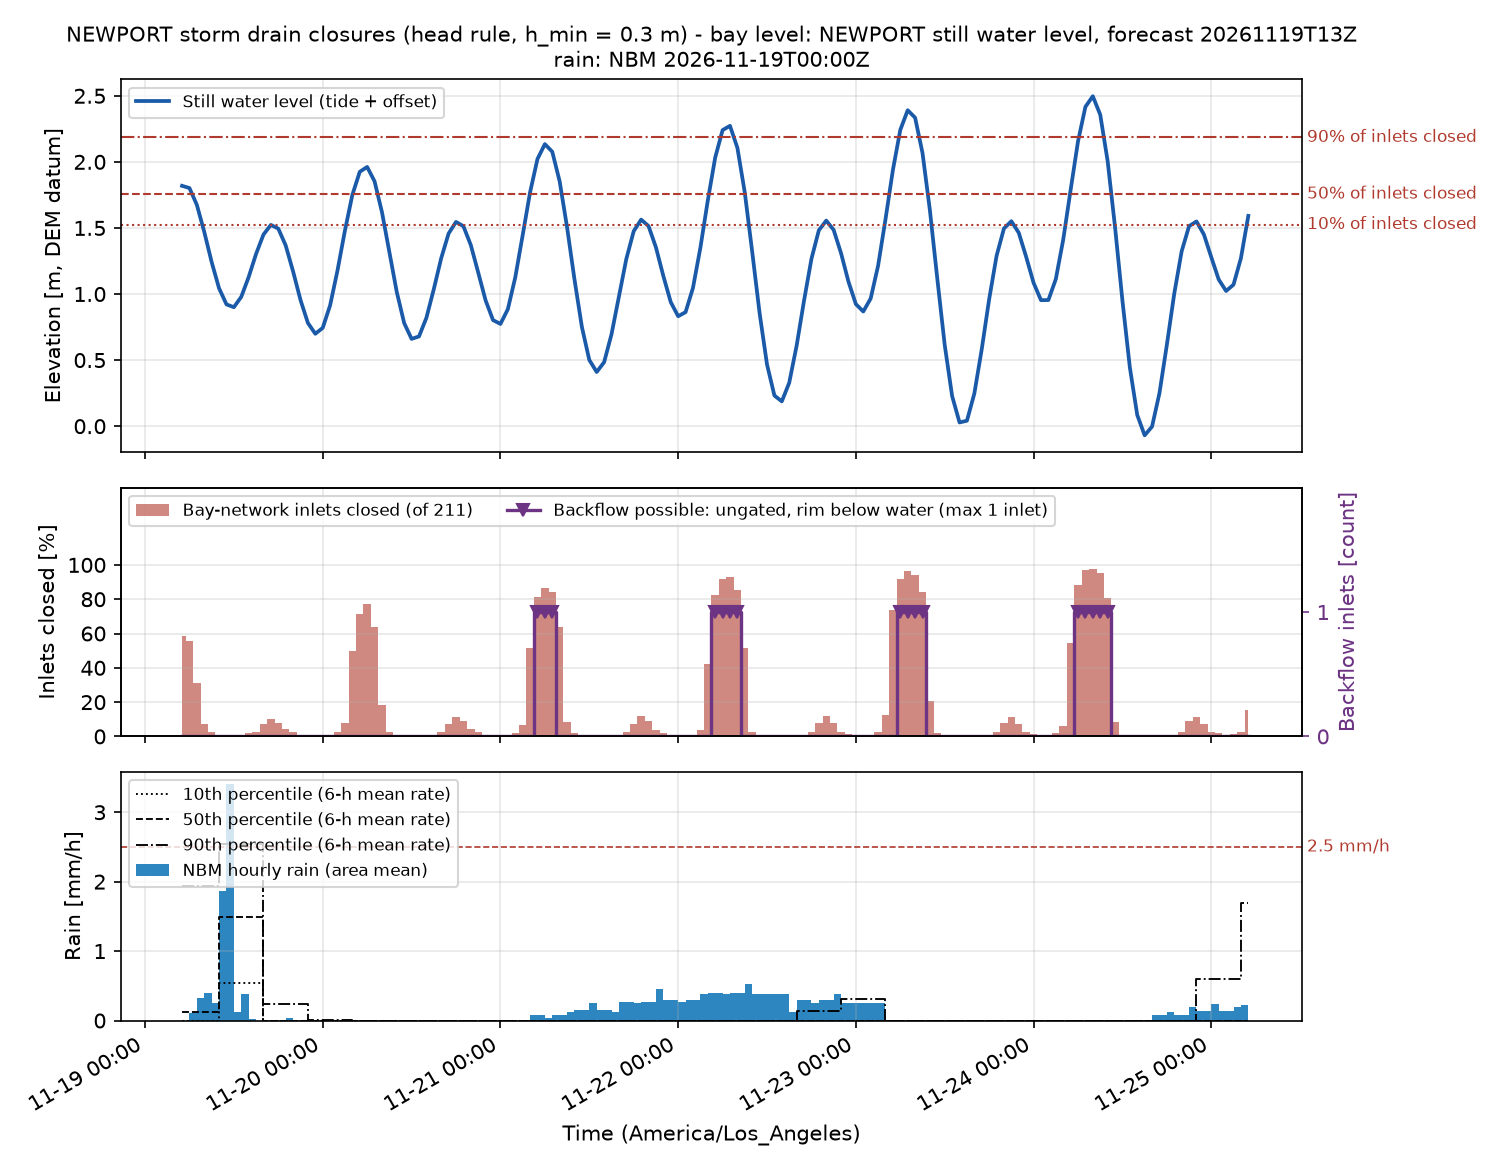 NEWPORT storm drain closures (head rule, h_min = 0.3 m) - bay level: NEWPORT still water level, forecast 20261119T13Z
rain: NBM 2026-11-19T00:00Z
Still water level (tide + offset)
Elevation [m, DEM datum]
2.5
2.0
1.5
1.0
0.5
0.0
90% of inlets closed
50% of inlets closed
10% of inlets closed
Bay-network inlets closed (of 211)
Backflow possible: ungated, rim below water (max 1 inlet)
Inlets closed [%]
100
80
60
40
20
0
Backflow inlets [count]
1
0
10th percentile (6-h mean rate)
50th percentile (6-h mean rate)
90th percentile (6-h mean rate)
NBM hourly rain (area mean)
Rain [mm/h]
3
2
1
0
2.5 mm/h
11-19 00:00
11-20 00:00
11-21 00:00
11-22 00:00
11-23 00:00
11-24 00:00
11-25 00:00
Time (America/Los_Angeles)